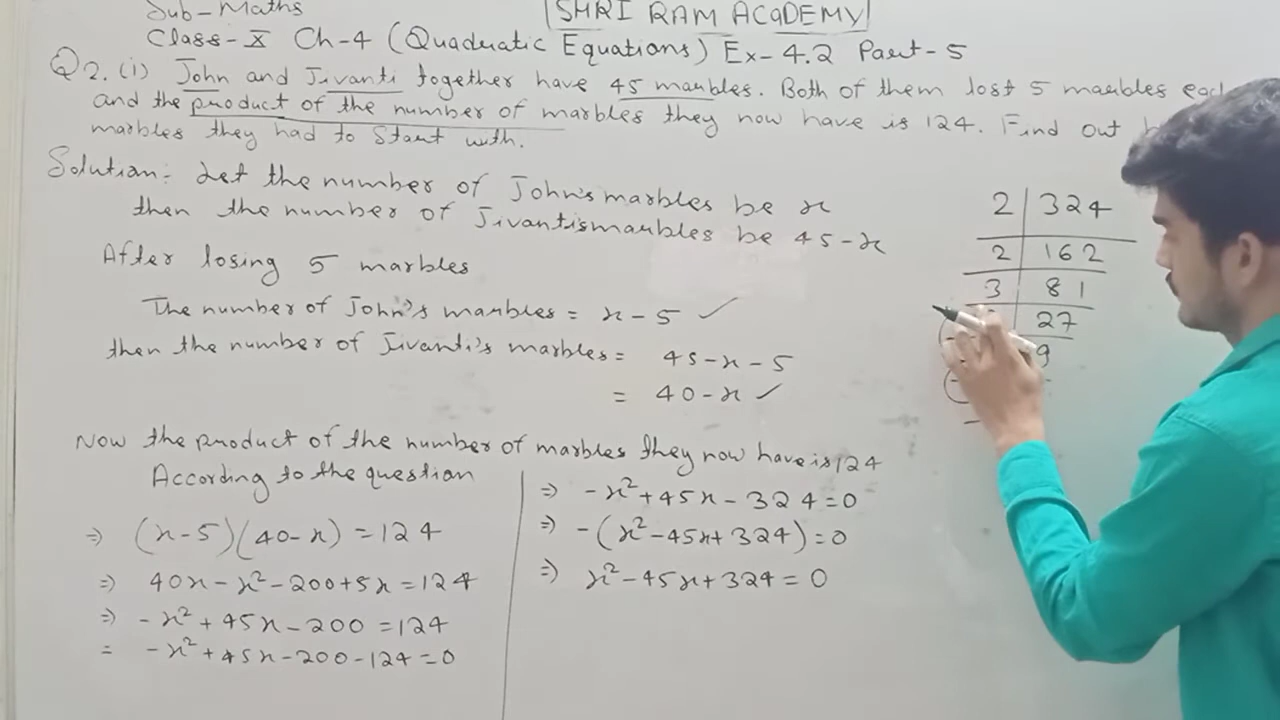 Sub-Maths
SHRI RAM ACADEMY
Class-X Ch-4 (Quadratic Equations) Ex-4.2 Part-5
Q2. (i) John and Jivanti together have 45 marbles. Both of them lost 5 marbles
and the product of the number of marbles they now have is 124. Find out
marbles they had to start with.
Solution:- Let the number of John's marbles be x
then the number of Jivantismarbles be 45-x
After losing 5 marbles
The number of John's marbles = x-5 ✓
then the number of Jivanti's marbles = 45-x-5
= 40-x ✓
Now the product of the number of marbles they now have is 124
According to the question
⇒ (x-5)(40-x) = 124
⇒ 40x-x²-200+5x = 124
⇒ -x²+45x-200 = 124
= -x²+45x-200-124=0
⇒ -x²+45x-324=0
⇒ -(x²-45x+324)=0
⇒ x²-45x+324=0
2 | 324
2 | 162
3 | 81
27
9